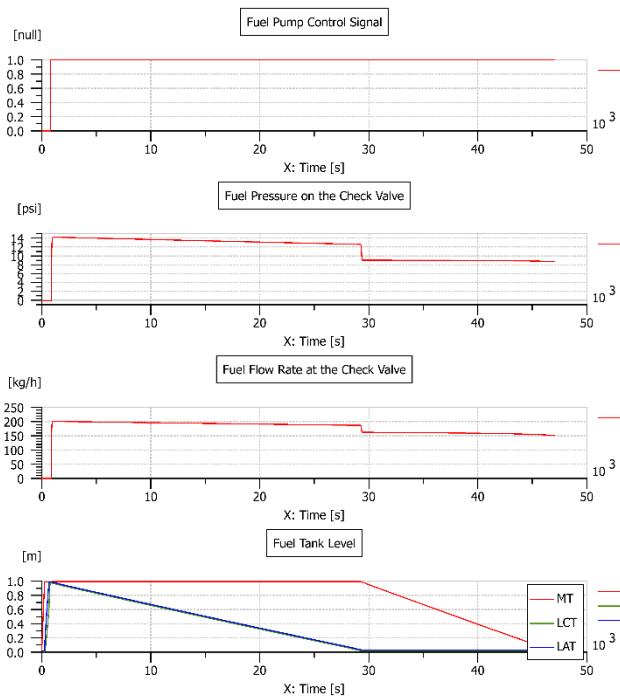 Fuel Pump Control Signal
[null]
1.0
0.8
0.6
0.4
0.2
0.0
0 10 20 30 40 50
10 3
X: Time [s]
Fuel Pressure on the Check Valve
[psi]
14
12
10
8
6
4
2
0
0 10 20 30 40 50
10 3
X: Time [s]
Fuel Flow Rate at the Check Valve
[kg/h]
250
200
150
100
50
0
0 10 20 30 40 50
10 3
X: Time [s]
Fuel Tank Level
[m]
1.0
0.8
0.6
0.4
0.2
0.0
MT
LCT
LAT
0 10 20 30 40 50
10 3
X: Time [s]